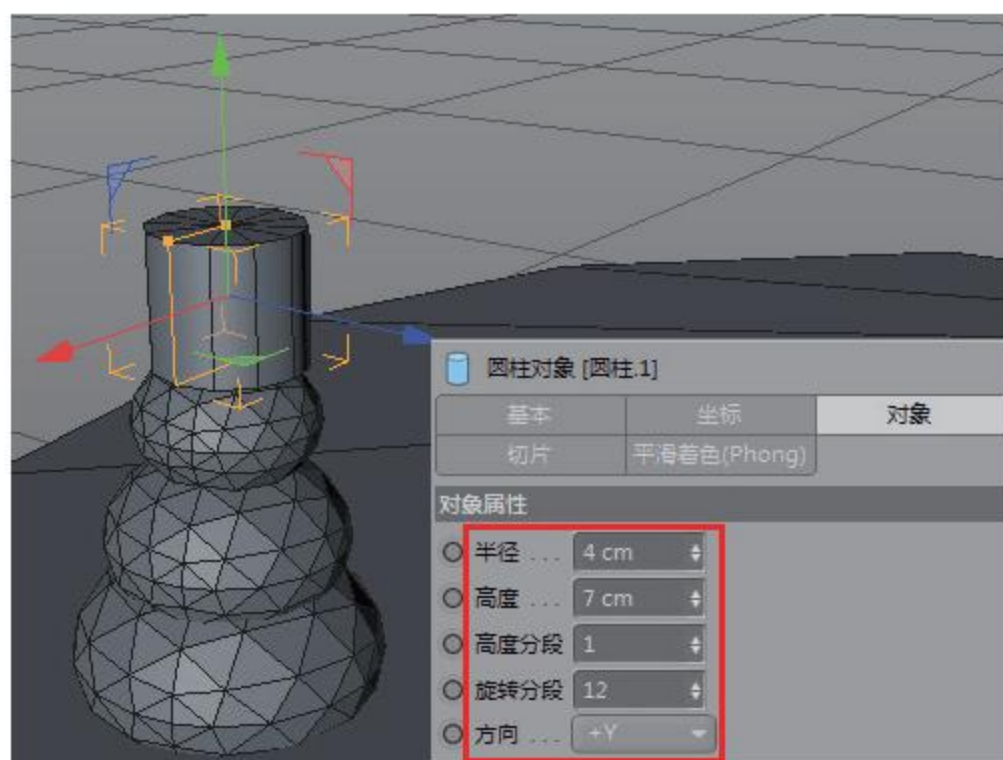 圆柱对象 [圆柱.1]
基本 坐标 对象
切片 平滑着色(Phong)
对象属性
半径 . . . 4 cm
高度 . . . 7 cm
高度分段 1
旋转分段 12
方向 . . . +Y